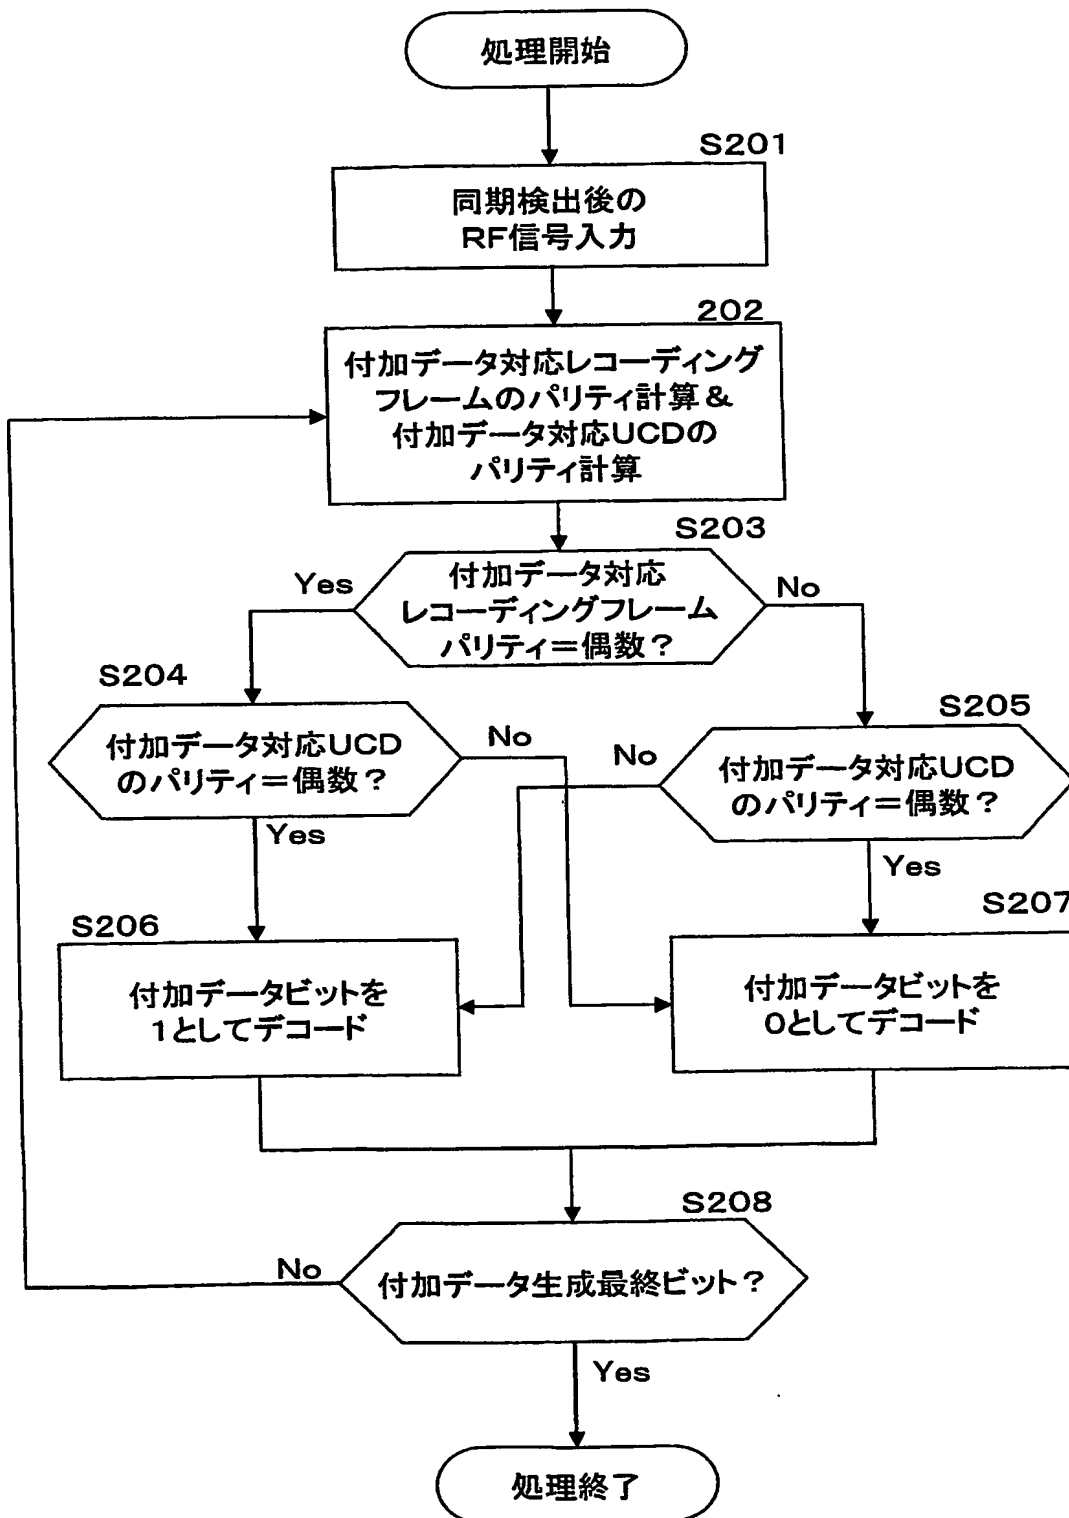 処理開始
S201
同期検出後の
RF信号入力
202
付加データ対応レコーディング
フレームのパリティ計算＆
付加データ対応UCDの
パリティ計算
S203
Yes
付加データ対応
レコーディングフレーム
パリティ＝偶数？
No
S204
付加データ対応UCD
のパリティ＝偶数？
No
Yes
S205
No
付加データ対応UCD
のパリティ＝偶数？
Yes
S206
付加データビットを
1としてデコード
S207
付加データビットを
0としてデコード
S208
No
付加データ生成最終ビット？
Yes
処理終了